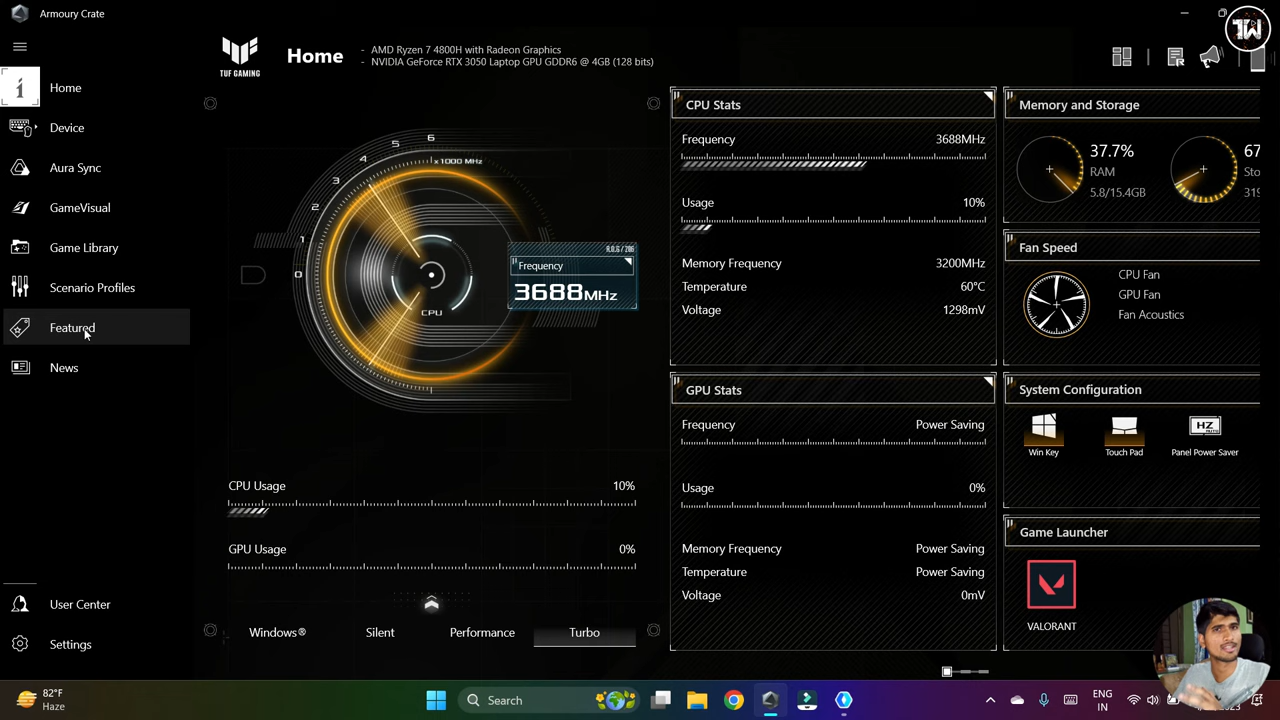 Armoury Crate
TUF GAMING
Home
- AMD Ryzen 7 4800H with Radeon Graphics
- NVIDIA GeForce RTX 3050 Laptop GPU GDDR6 @ 4GB (128 bits)
Home
Device
Aura Sync
GameVisual
Game Library
Scenario Profiles
Featured
News
User Center
Settings
6
5
4
3
2
1
0
x1000 MHz
CPU
Frequency
3688MHz
CPU Usage 10%
GPU Usage 0%
Windows® Silent Performance Turbo
CPU Stats
Frequency 3688MHz
Usage 10%
Memory Frequency 3200MHz
Temperature 60°C
Voltage 1298mV
GPU Stats
Frequency Power Saving
Usage 0%
Memory Frequency Power Saving
Temperature Power Saving
Voltage 0mV
Memory and Storage
37.7% 67
RAM Sto
5.8/15.4GB 319
Fan Speed
CPU Fan
GPU Fan
Fan Acoustics
System Configuration
HZ
Win Key Touch Pad Panel Power Saver
Game Launcher
VALORANT
82°F
Haze
Search
ENG
IN